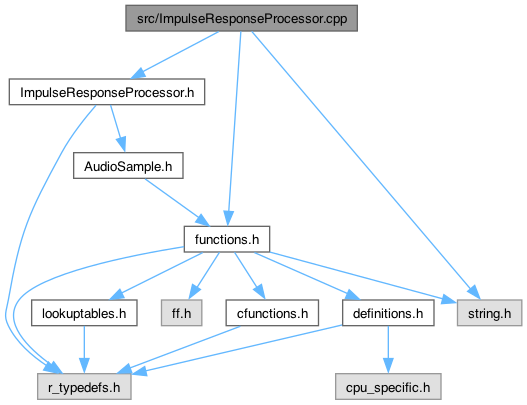 src/ImpulseResponseProcessor.cpp
ImpulseResponseProcessor.h
AudioSample.h
functions.h
lookuptables.h
ff.h
cfunctions.h
definitions.h
string.h
r_typedefs.h
cpu_specific.h